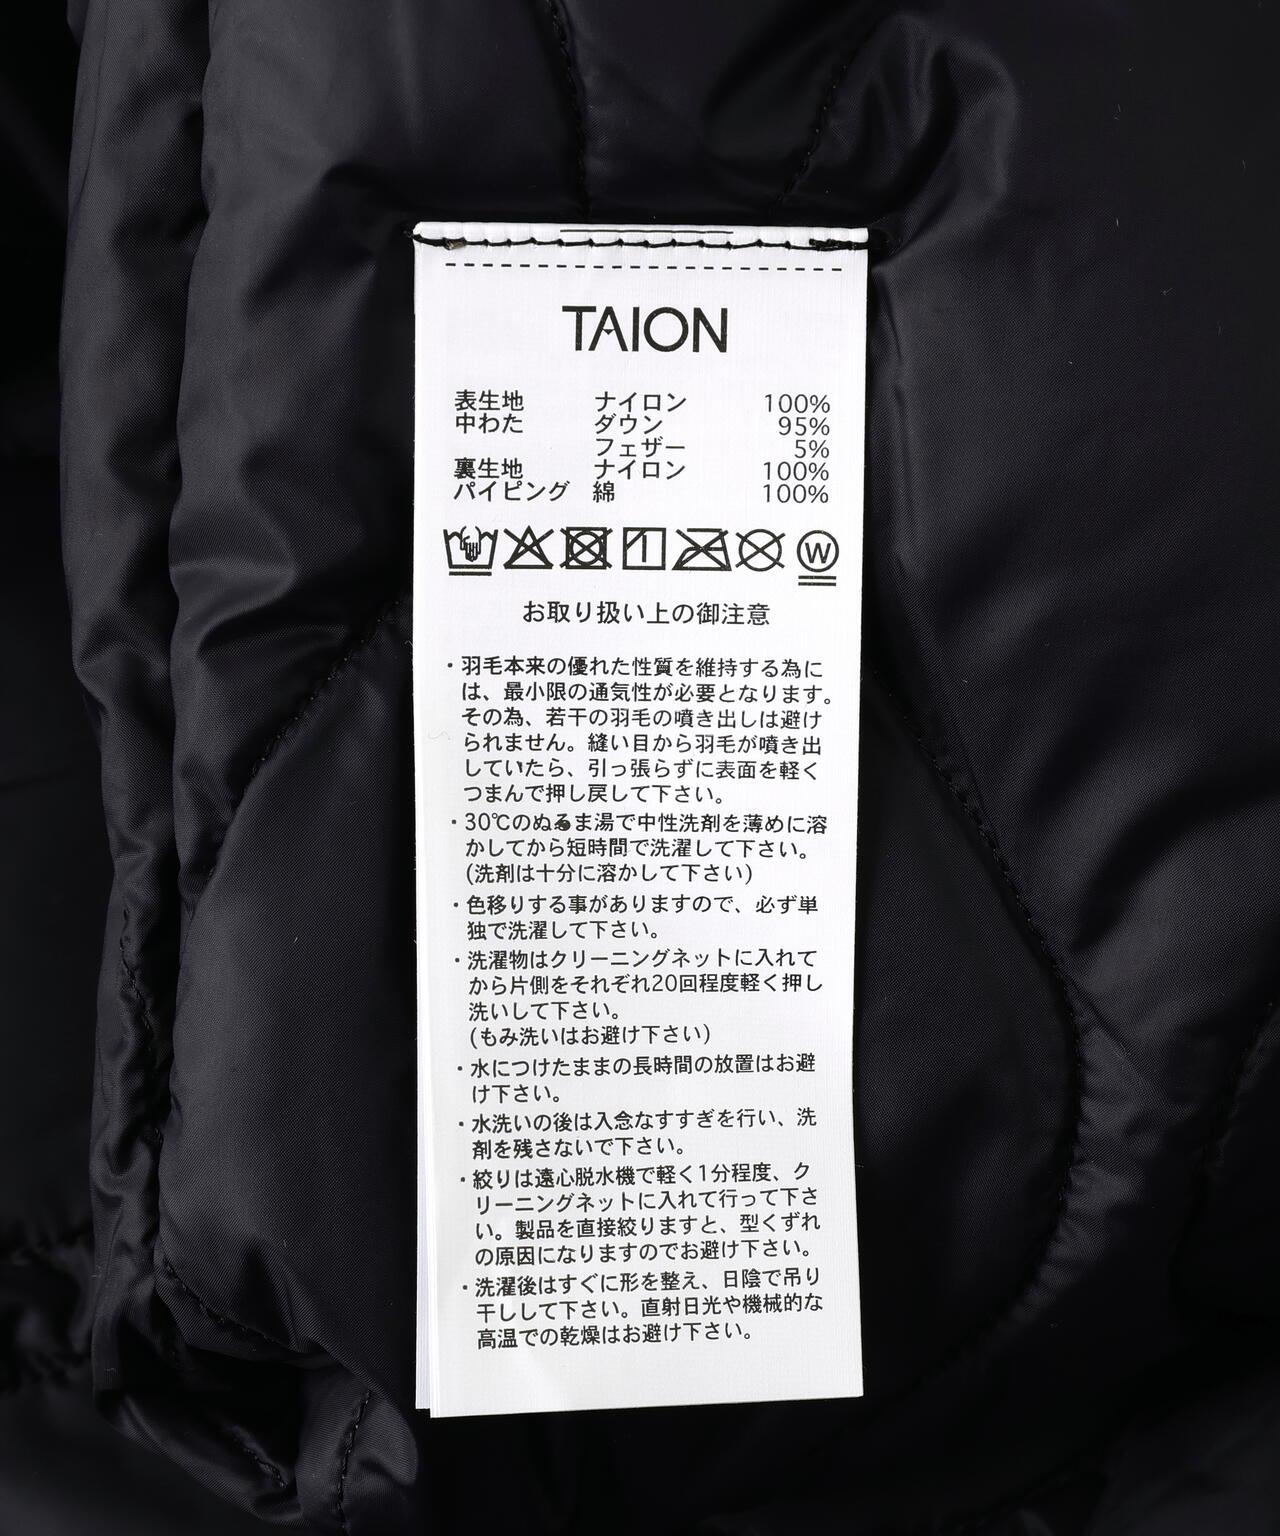 TAION
表生地 ナイロン 100%
中わた ダウン 95%
フェザー 5%
裏生地 ナイロン 100%
パイピング 綿 100%
W
お取り扱い上の御注意
・羽毛本来の優れた性質を維持する為に
は、最小限の通気性が必要となります。
その為、若干の羽毛の噴き出しは避け
られません。縫い目から羽毛が噴き出
していたら、引っ張らずに表面を軽く
つまんで押し戻して下さい。
・30℃のぬるま湯で中性洗剤を薄めに溶
かしてから短時間で洗濯して下さい。
(洗剤は十分に溶かして下さい)
・色移りする事がありますので、必ず単
独で洗濯して下さい。
・洗濯物はクリーニングネットに入れて
から片側をそれぞれ20回程度軽く押し
洗いして下さい。
(もみ洗いはお避け下さい)
・水につけたままの長時間の放置はお避
け下さい。
・水洗いの後は入念なすすぎを行い、洗
剤を残さないで下さい。
・絞りは遠心脱水機で軽く1分程度、ク
リーニングネットに入れて行って下さ
い。製品を直接絞りますと、型くずれ
の原因になりますのでお避け下さい。
・洗濯後はすぐに形を整え、日陰で吊り
干しして下さい。直射日光や機械的な
高温での乾燥はお避け下さい。